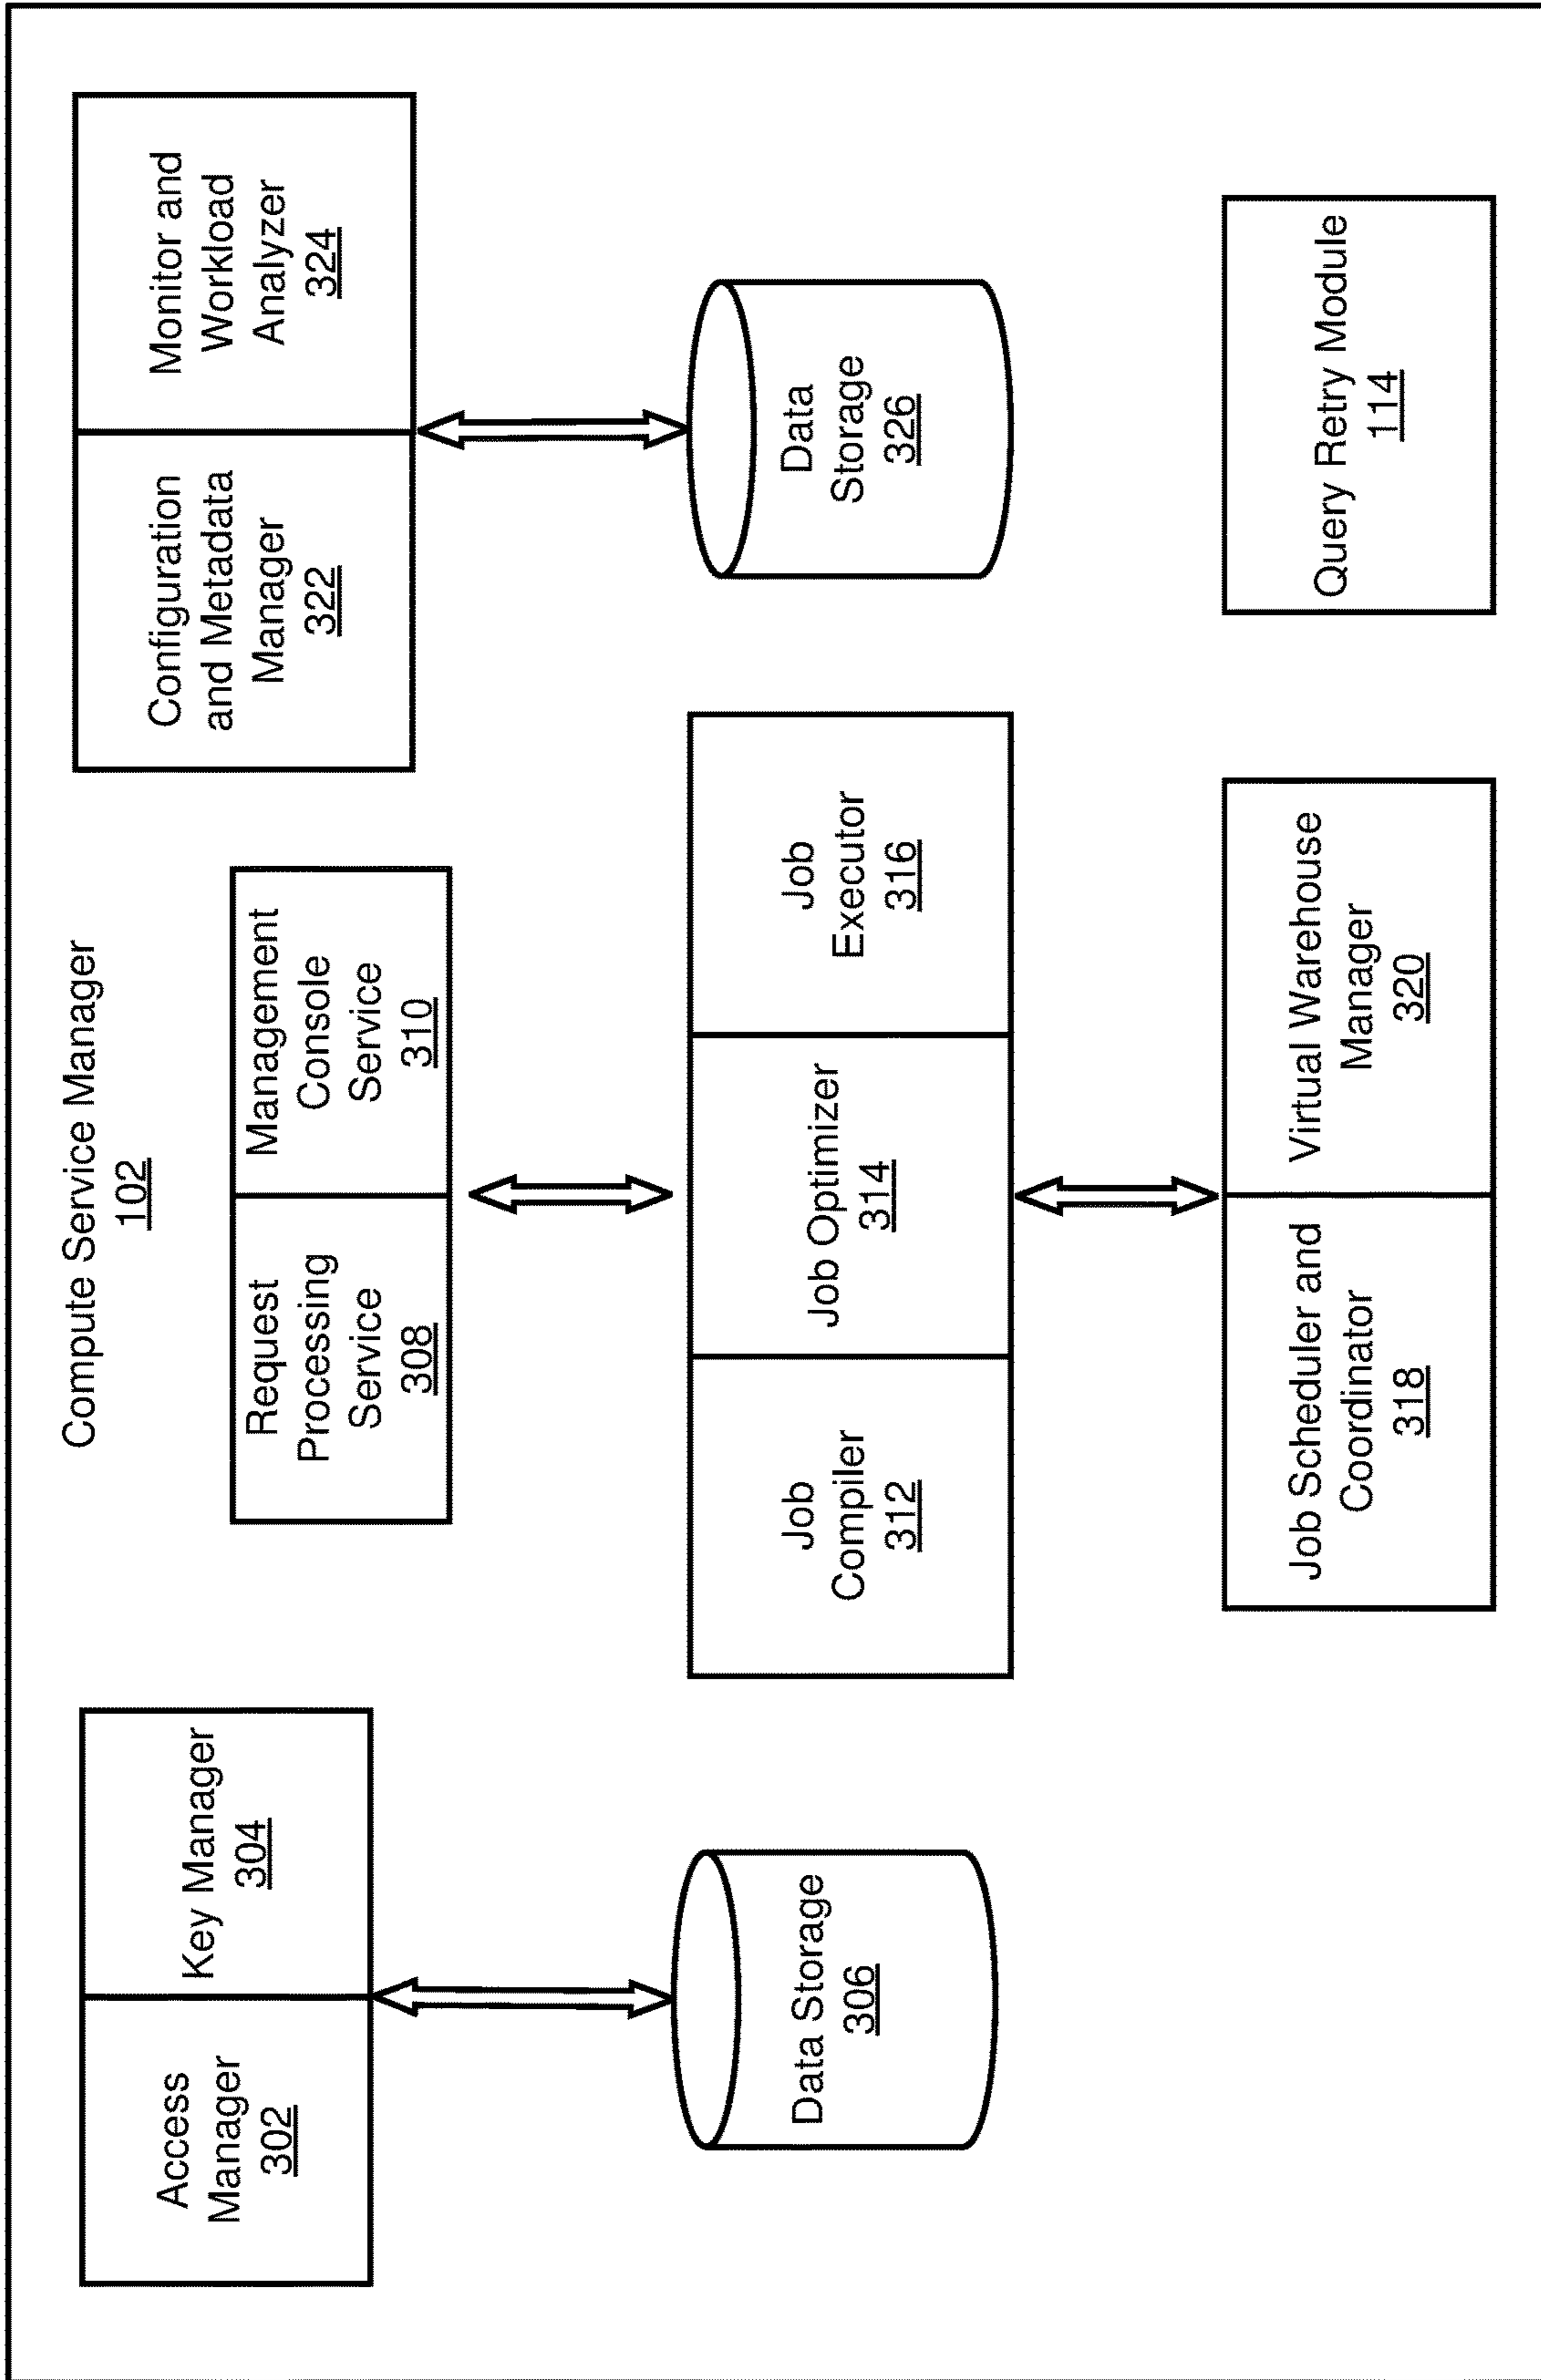 Compute Service Manager
102
Access
Manager
302
Key Manager
304
Request
Processing
Service
308
Management
Console
Service
310
Configuration
and Metadata
Manager
322
Monitor and
Workload
Analyzer
324
Data Storage
306
Job
Compiler
312
Job Optimizer
314
Job
Executor
316
Data
Storage
326
Job Scheduler and
Coordinator
318
Virtual Warehouse
Manager
320
Query Retry Module
114